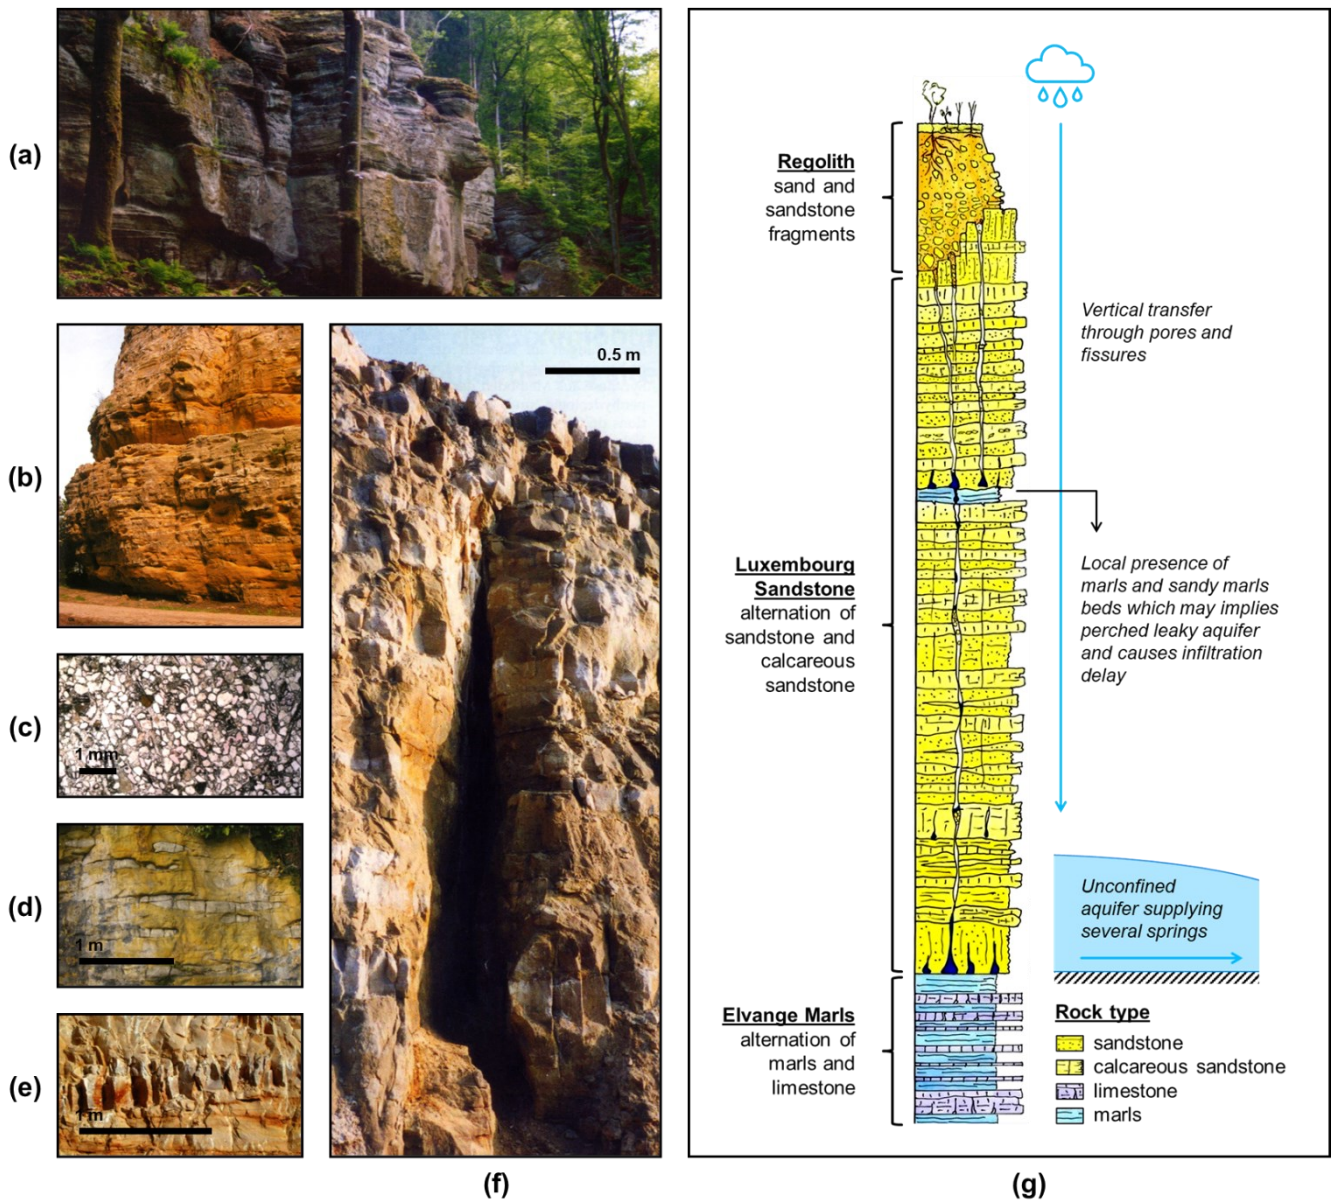 (a)
(b)
(c)
1 mm
(d)
1 m
(e)
1 m
0.5 m
(f)
Regolith
sand and
sandstone
fragments
Vertical transfer
through pores and
fissures
Luxembourg
Sandstone
alternation of
sandstone and
calcareous
sandstone
Local presence of
marls and sandy marls
beds which may implies
perched leaky aquifer
and causes infiltration
delay
Unconfined
aquifer supplying
several springs
Elvange Marls
alternation of
marls and
limestone
Rock type
sandstone
calcareous sandstone
limestone
marls
(g)